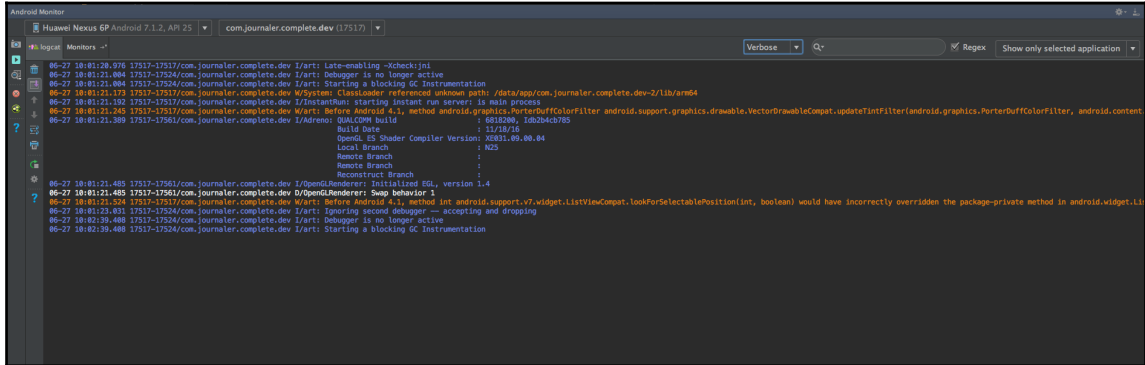 Android Monitor
Huawei Nexus 6P Android 7.1.2, API 25 com.journaler.complete.dev (17517)
logcat Monitors Verbose Regex Show only selected application
06-27 10:01:20.976 17517-17517/com.journaler.complete.dev I/art: Late-enabling -Xcheck:jni
06-27 10:01:21.004 17517-17524/com.journaler.complete.dev I/art: Debugger is no longer active
06-27 10:01:21.004 17517-17524/com.journaler.complete.dev I/art: Starting a blocking GC Instrumentation
06-27 10:01:21.173 17517-17517/com.journaler.complete.dev W/System: ClassLoader referenced unknown path: /data/app/com.journaler.complete.dev-2/lib/arm64
06-27 10:01:21.192 17517-17517/com.journaler.complete.dev I/InstantRun: starting instant run server: is main process
06-27 10:01:21.245 17517-17517/com.journaler.complete.dev W/art: Before Android 4.1, method android.graphics.PorterDuffColorFilter android.support.graphics.drawable.VectorDrawableCompat.updateTintFilter(android.graphics.PorterDuffColorFilter, android.content
06-27 10:01:21.389 17517-17561/com.journaler.complete.dev I/Adreno: QUALCOMM build : 6818200, Idb2b4cb785
Build Date : 11/18/16
OpenGL ES Shader Compiler Version: XE031.09.00.04
Local Branch : N25
Remote Branch :
Remote Branch :
Reconstruct Branch :
06-27 10:01:21.485 17517-17561/com.journaler.complete.dev I/OpenGLRenderer: Initialized EGL, version 1.4
06-27 10:01:21.485 17517-17561/com.journaler.complete.dev D/OpenGLRenderer: Swap behavior 1
06-27 10:01:21.524 17517-17517/com.journaler.complete.dev W/art: Before Android 4.1, method int android.support.v7.widget.ListViewCompat.lookForSelectablePosition(int, boolean) would have incorrectly overridden the package-private method in android.widget.Lis
06-27 10:01:23.031 17517-17524/com.journaler.complete.dev I/art: Ignoring second debugger -- accepting and dropping
06-27 10:02:39.408 17517-17524/com.journaler.complete.dev I/art: Debugger is no longer active
06-27 10:02:39.408 17517-17524/com.journaler.complete.dev I/art: Starting a blocking GC Instrumentation